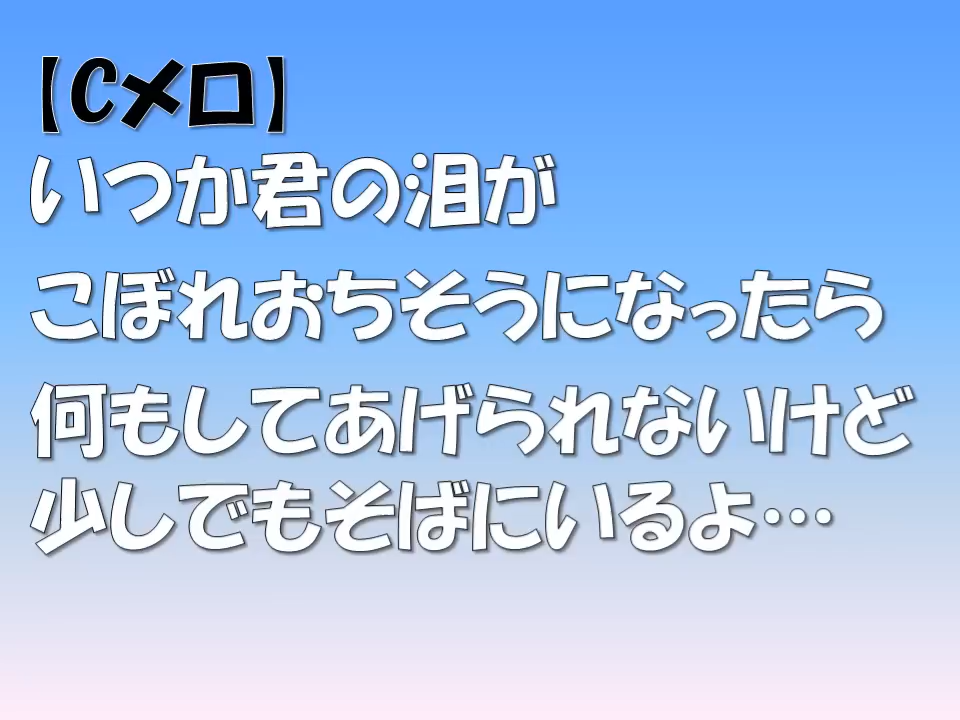 【Cメロ】
いつか君の泪が
こぼれおちそうになったら
何もしてあげられないけど
少しでもそばにいるよ…